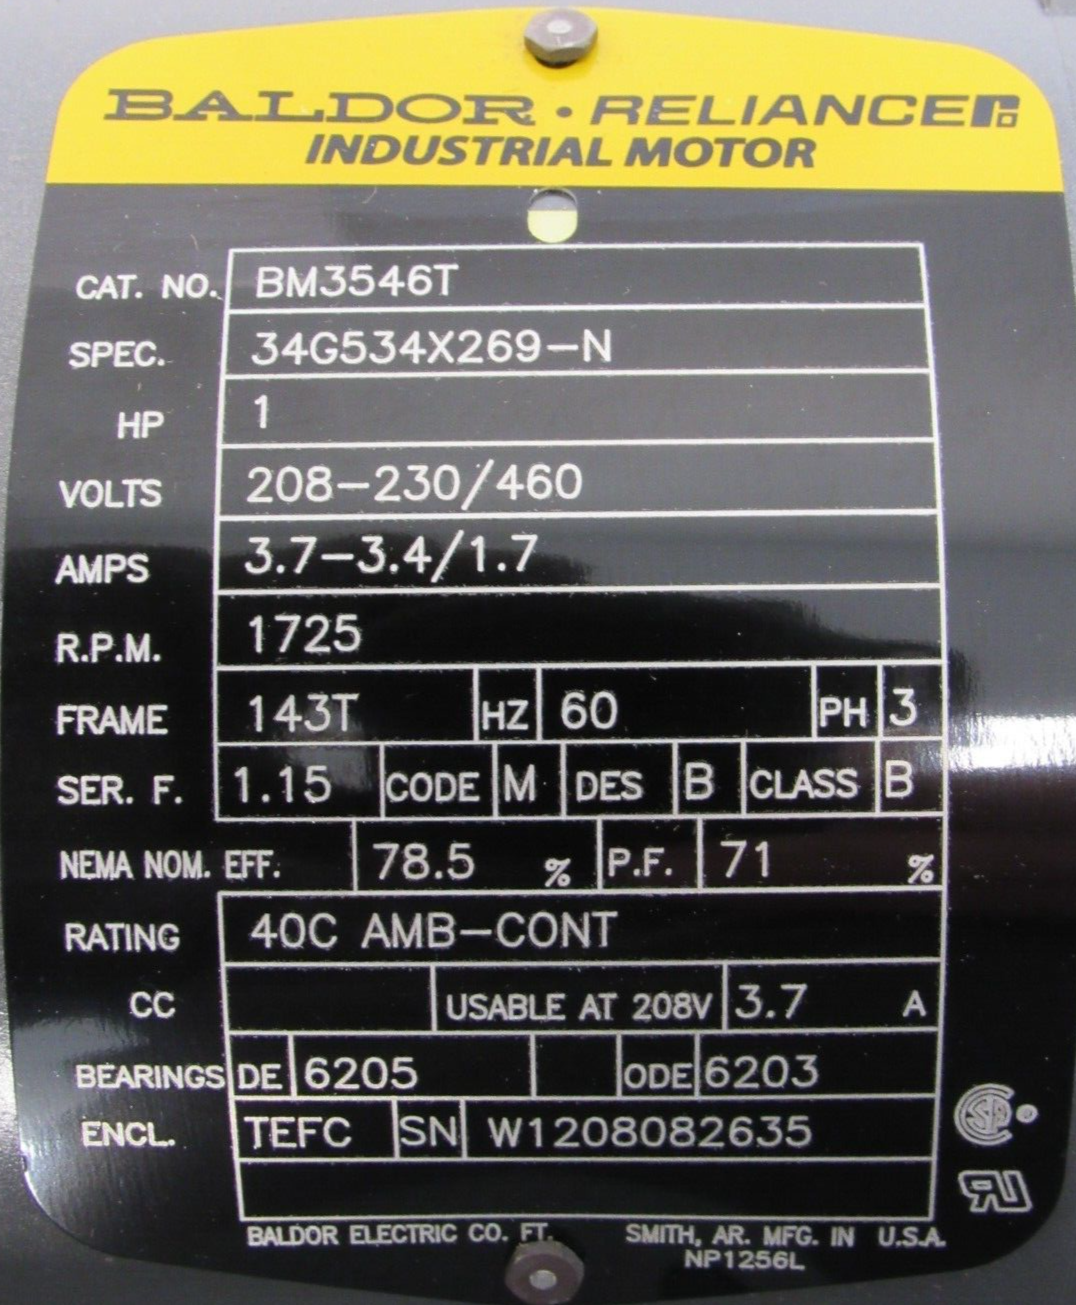 BALDOR · RELIANCE
INDUSTRIAL MOTOR
CAT. NO. BM3546T
SPEC. 34G534X269-N
HP 1
VOLTS 208-230/460
AMPS 3.7-3.4/1.7
R.P.M. 1725
FRAME 143T HZ 60 PH 3
SER. F. 1.15 CODE M DES B CLASS B
NEMA NOM. EFF. 78.5 % P.F. 71 %
RATING 40C AMB-CONT
CC USABLE AT 208V 3.7 A
BEARINGS DE 6205 ODE 6203
ENCL. TEFC SN W1208082635
BALDOR ELECTRIC CO. FT. SMITH, AR. MFG. IN U.S.A.
NP1256L